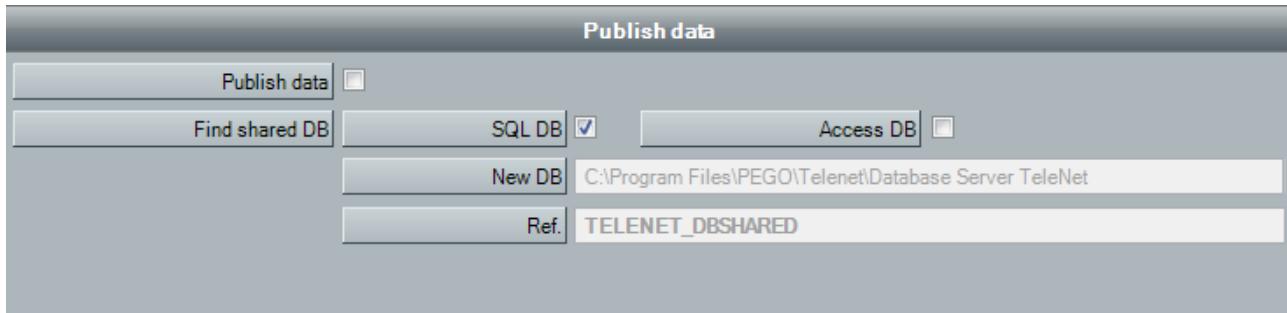 Publish data
Publish data
Find shared DB SQL DB Access DB
New DB C:\Program Files\PEGO\Telenet\Database Server TeleNet
Ref. TELENET_DBSHARED